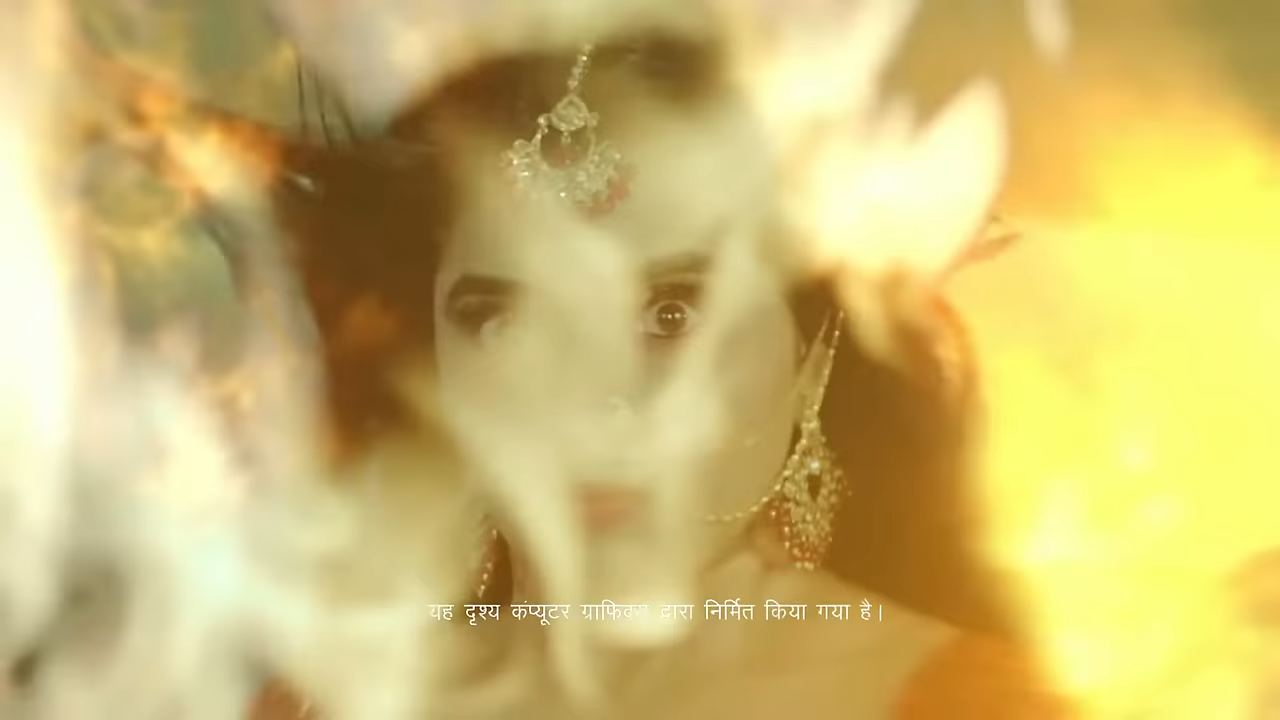 यह दृश्य कंप्यूटर ग्राफिक्स द्वारा निर्मित किया गया है।